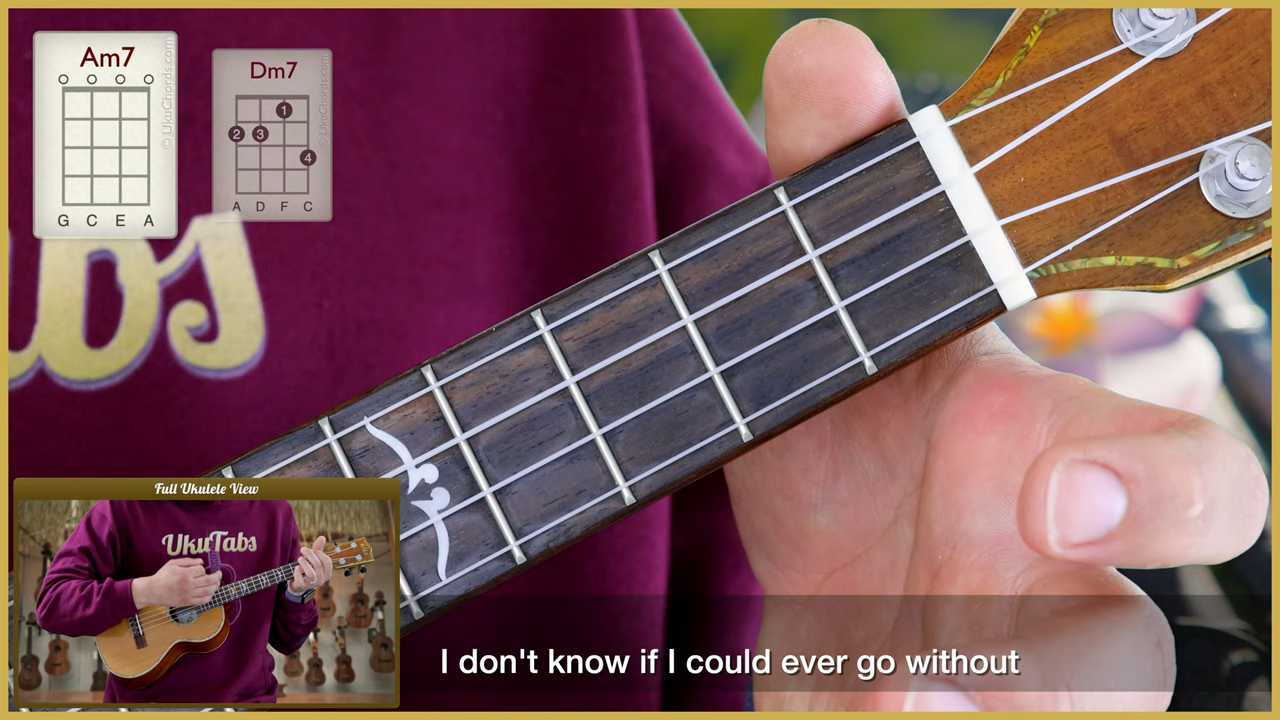 Am7
G C E A
© UkuChords.com
Dm7
1
2 3
4
A D F C
© UkuChords.com
bs
Full Ukulele View
UkuTabs
I don't know if I could ever go without